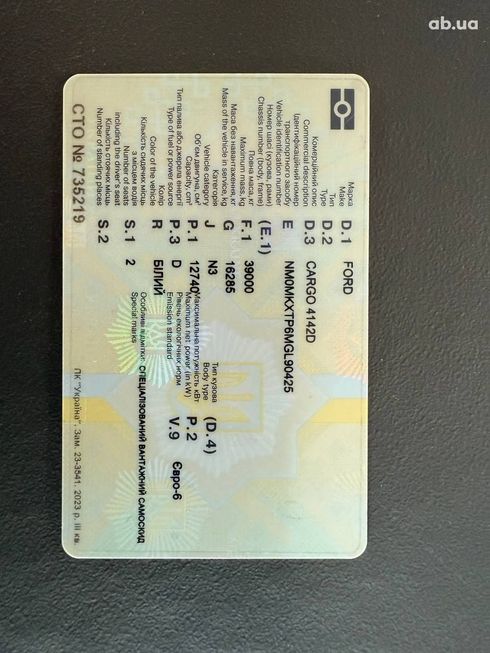 ab.ua
Марка
Make
D.1 FORD
Тип
Type
D.2
Комерційний опис
Commercial description
D.3 CARGO 4142D
Ідентифікаційний номер
транспортного засобу
Vehicle identification number
E NM0MKXTP6MGL90425
Номер шасі (кузова, рами)
Chassis number (body, frame)
(E.1)
Повна маса, кг
Maximum mass, kg
F.1 39000
Маса без навантаження, кг
Mass of the vehicle in service, kg
G 16285
Категорія
Vehicle category
J N3
Тип кузова
Body type
(D.4)
Об'єм двигуна, см³
Capacity, cm³
P.1 12740
Максимальна потужність кВт
Maximum net power (in kW)
P.2
Тип палива або джерела енергії
Type of fuel or power source
P.3 D
Рівень екологічних норм
Emission standard
V.9 Євро-6
Колір
Color of the vehicle
R БІЛИЙ
Кількість сидячих місць
з місцем водія
Number of seats
including the driver's seat
S.1 2
Особливі відмітки: СПЕЦІАЛІЗОВАНИЙ ВАНТАЖНИЙ САМОСКИД
Special marks
Кількість стоячих місць
Number of standing places
S.2
СТО № 735219
ПК "Україна", Зам. 23-3541. 2023 р. ІІІ кв.